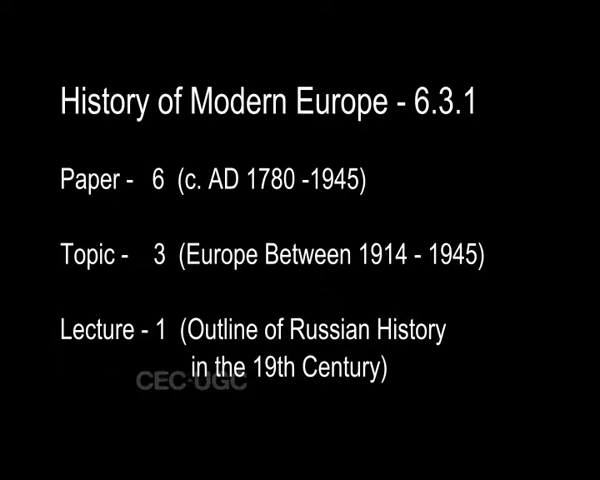 History of Modern Europe - 6.3.1
Paper - 6 (c. AD 1780 -1945)
Topic - 3 (Europe Between 1914 - 1945)
Lecture - 1 (Outline of Russian History
in the 19th Century)
CEC-UGC